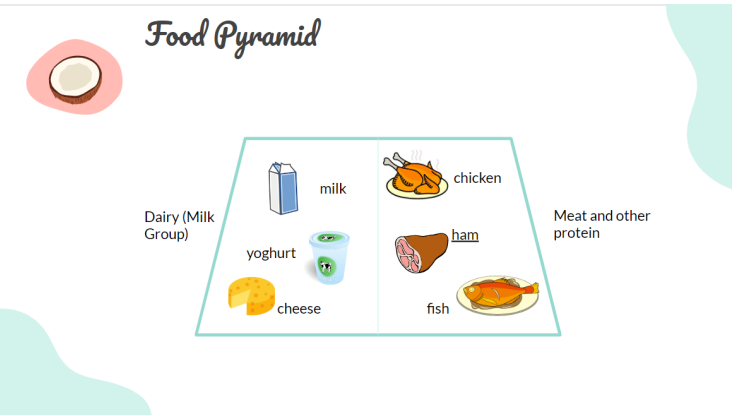 Food Pyramid
milk
chicken
Dairy (Milk
Group)
Meat and other
protein
yoghurt
ham
cheese
fish